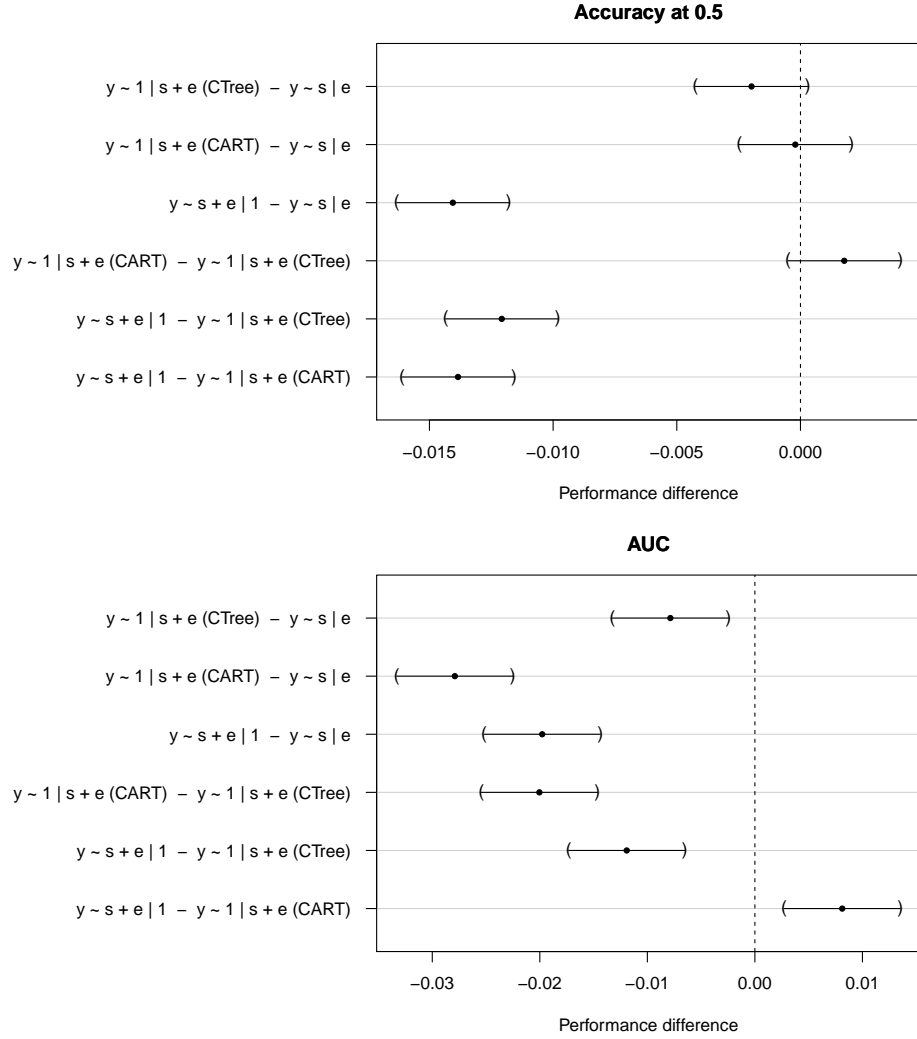 Accuracy at 0.5
y ~ 1 | s + e (CTree) − y ~ s | e
y ~ 1 | s + e (CART) − y ~ s | e
y ~ s + e | 1 − y ~ s | e
y ~ 1 | s + e (CART) − y ~ 1 | s + e (CTree)
y ~ s + e | 1 − y ~ 1 | s + e (CTree)
y ~ s + e | 1 − y ~ 1 | s + e (CART)
−0.015 −0.010 −0.005 0.000
Performance difference
AUC
y ~ 1 | s + e (CTree) − y ~ s | e
y ~ 1 | s + e (CART) − y ~ s | e
y ~ s + e | 1 − y ~ s | e
y ~ 1 | s + e (CART) − y ~ 1 | s + e (CTree)
y ~ s + e | 1 − y ~ 1 | s + e (CTree)
y ~ s + e | 1 − y ~ 1 | s + e (CART)
−0.03 −0.02 −0.01 0.00 0.01
Performance difference